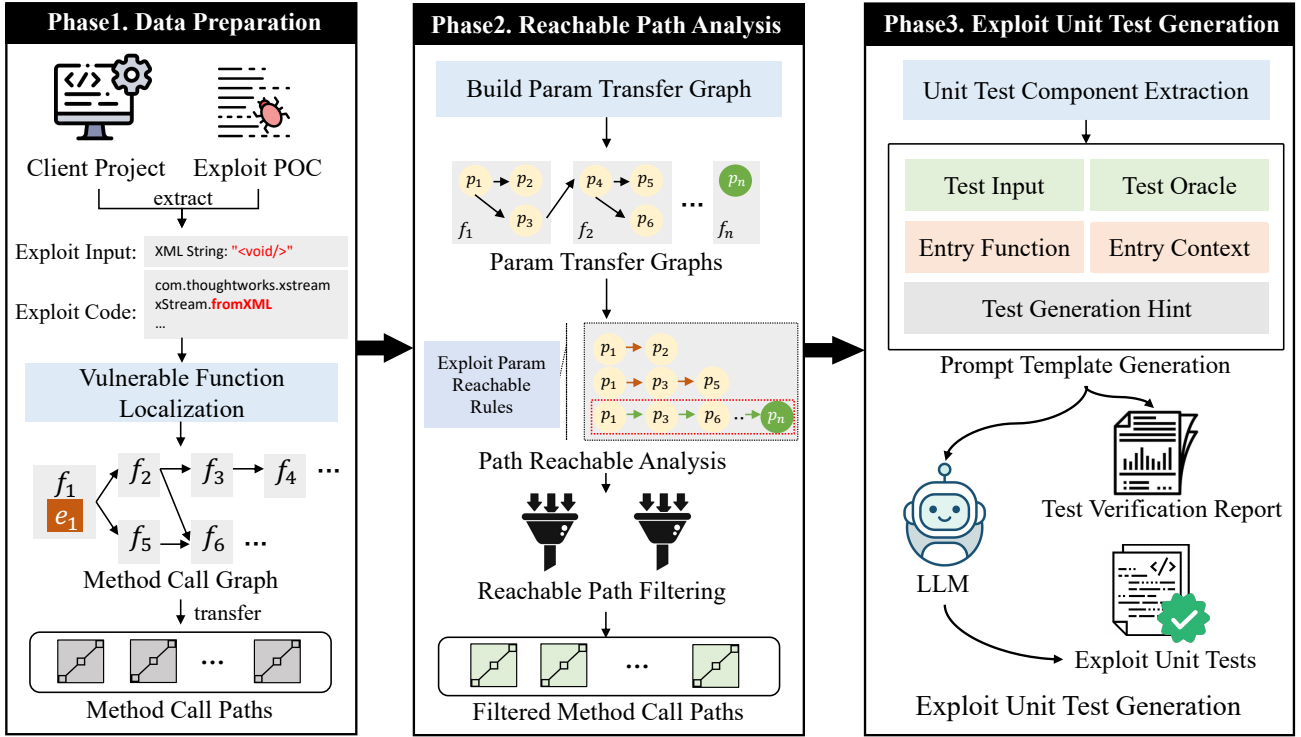 Phase1. Data Preparation
Client Project
Exploit POC
extract
Exploit Input:
XML String: "<void/>"
Exploit Code:
com.thoughtworks.xstream
xStream.fromXML
...
Vulnerable Function
Localization
f1
e1
f2
f3
f4
...
f5
f6
...
Method Call Graph
transfer
...
Method Call Paths
Phase2. Reachable Path Analysis
Build Param Transfer Graph
p1
p2
p3
f1
p4
p5
p6
f2
...
pn
fn
Param Transfer Graphs
Exploit Param
Reachable
Rules
p1 p2
p1 p3 p5
p1 p3 p6 .. pn
Path Reachable Analysis
Reachable Path Filtering
...
Filtered Method Call Paths
Phase3. Exploit Unit Test Generation
Unit Test Component Extraction
Test Input
Test Oracle
Entry Function
Entry Context
Test Generation Hint
Prompt Template Generation
Test Verification Report
LLM
</>
Exploit Unit Tests
Exploit Unit Test Generation